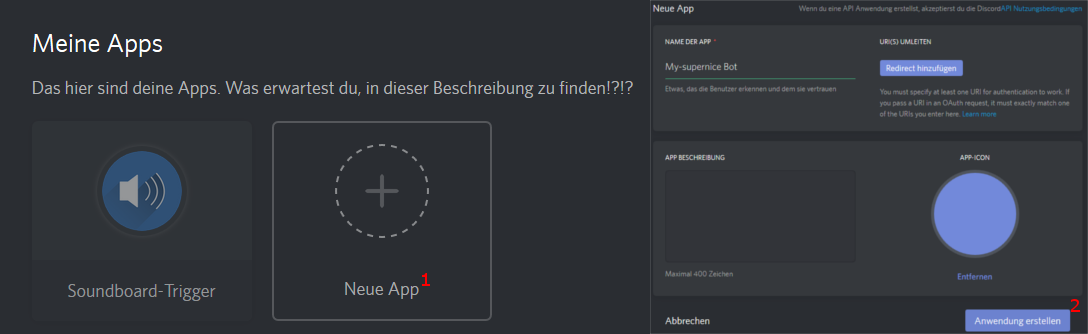 Meine Apps
Das hier sind deine Apps. Was erwartest du, in dieser Beschreibung zu finden!?!?
Soundboard-Trigger
Neue App
1
Neue App
Wenn du eine API Anwendung erstellst, akzeptierst du die DiscordAPI Nutzungsbedingungen
NAME DER APP *
My-supernice Bot
Etwas, das die Benutzer erkennen und dem sie vertrauen
URI(S) UMLEITEN
Redirect hinzufügen
You must specify at least one URI for authentication to work. If
you pass a URI in an OAuth request, it must exactly match one
of the URIs you enter here. Learn more
APP BESCHREIBUNG
Maximal 400 Zeichen
APP-ICON
Entfernen
Abbrechen
Anwendung erstellen
2